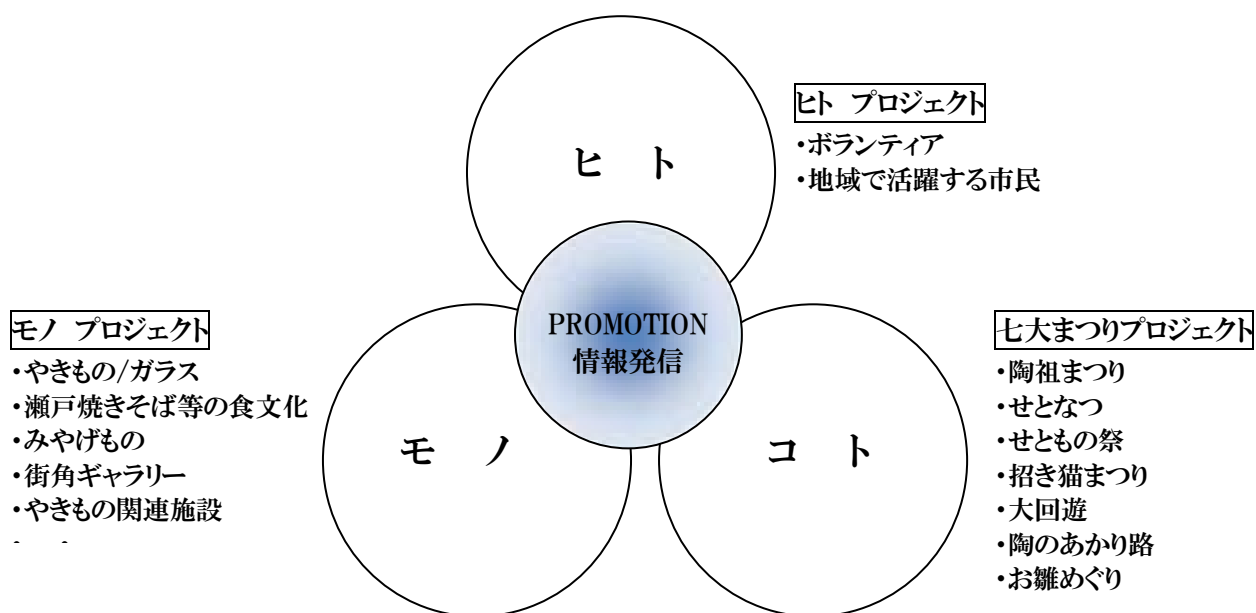 ヒト プロジェクト
・ボランティア
・地域で活躍する市民
ヒ ト
PROMOTION
情報発信
モノ プロジェクト
・やきもの/ガラス
・瀬戸焼きそば等の食文化
・みやげもの
・街角ギャラリー
・やきもの関連施設
・ ・
モ ノ
コ ト
七大まつりプロジェクト
・陶祖まつり
・せとなつ
・せともの祭
・招き猫まつり
・大回遊
・陶のあかり路
・お雛めぐり